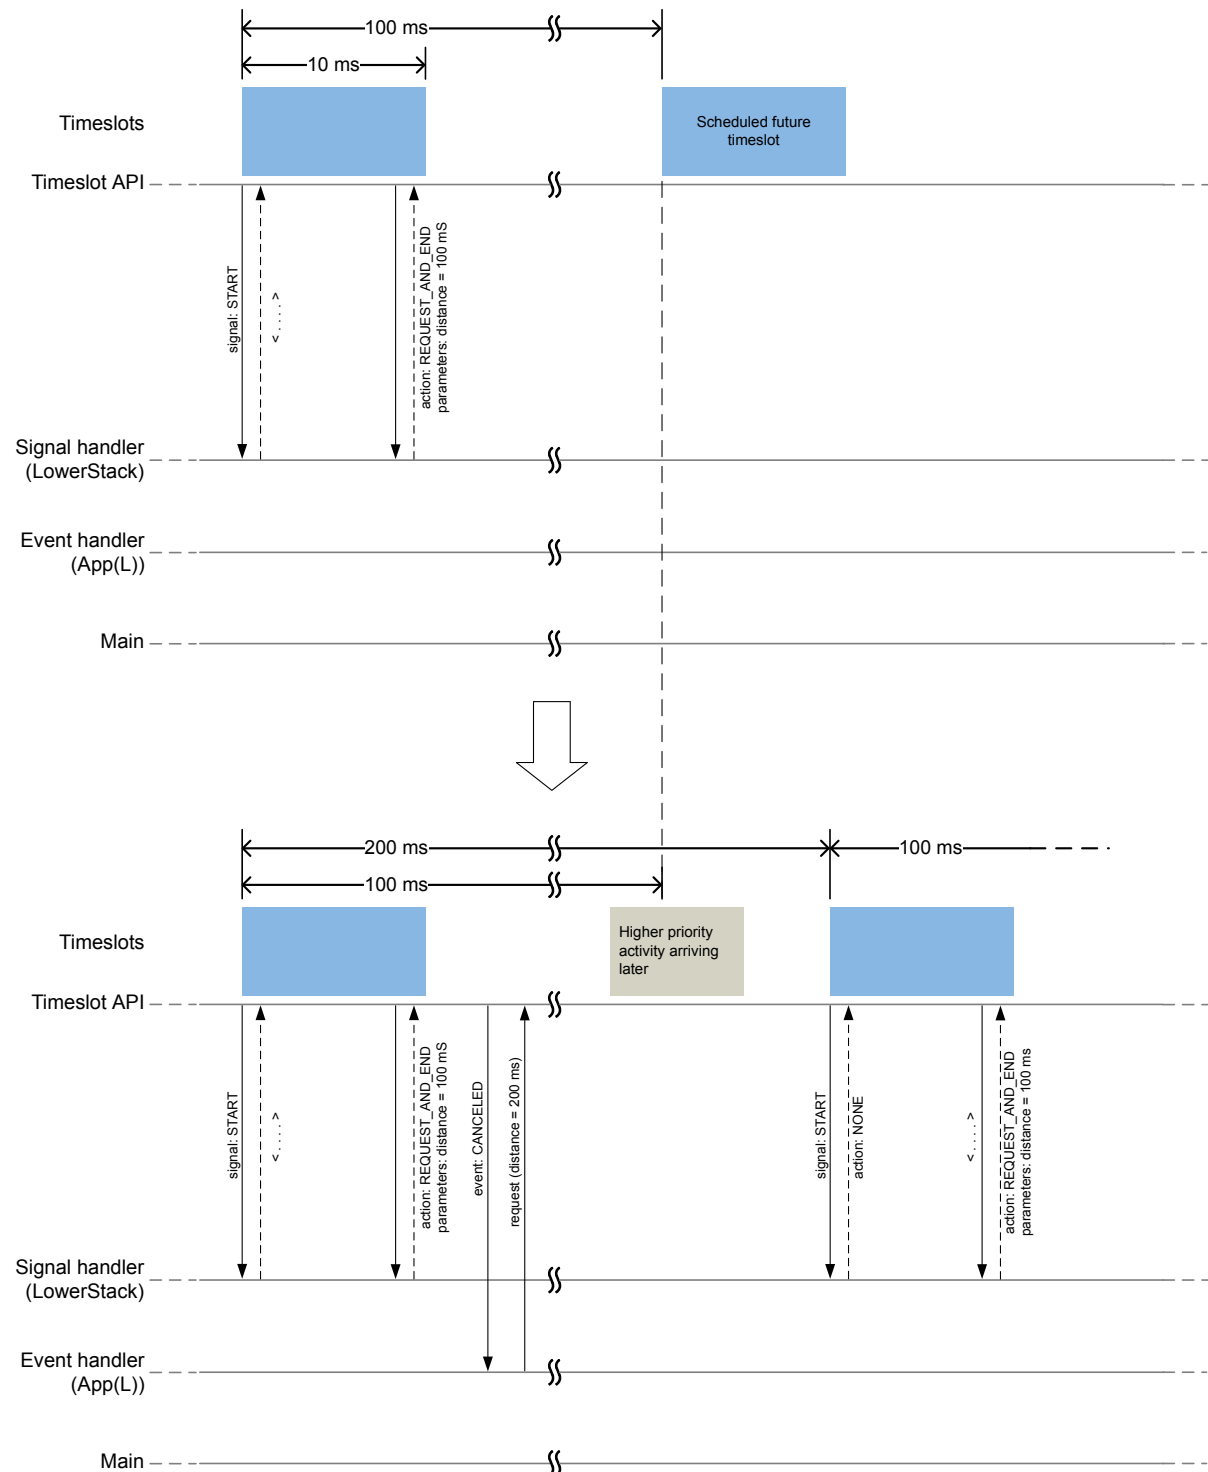 100 ms
10 ms
Timeslots
Scheduled future
timeslot
Timeslot API
signal: START
< . . . . >
action: REQUEST_AND_END
parameters: distance = 100 mS
Signal handler
(LowerStack)
Event handler
(App(L))
Main
200 ms
100 ms
100 ms
Timeslots
Higher priority
activity arriving
later
Timeslot API
signal: START
< . . . . >
action: REQUEST_AND_END
parameters: distance = 100 mS
event: CANCELED
request (distance = 200 ms)
signal: START
action: NONE
< . . . . >
action: REQUEST_AND_END
parameters: distance = 100 ms
Signal handler
(LowerStack)
Event handler
(App(L))
Main